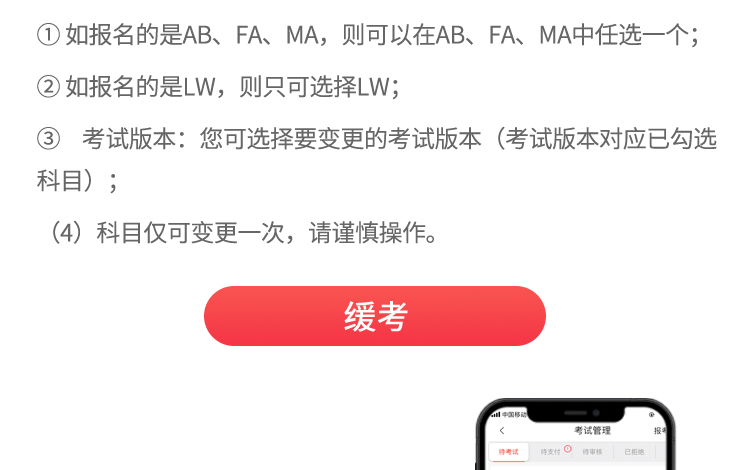 ① 如报名的是AB、FA、MA，则可以在AB、FA、MA中任选一个；
② 如报名的是LW，则只可选择LW；
③ 考试版本：您可选择要变更的考试版本（考试版本对应已勾选
科目）；
（4）科目仅可变更一次，请谨慎操作。
缓考
中国移动
考试管理
报考
待考试 待支付 待审核 已拒绝